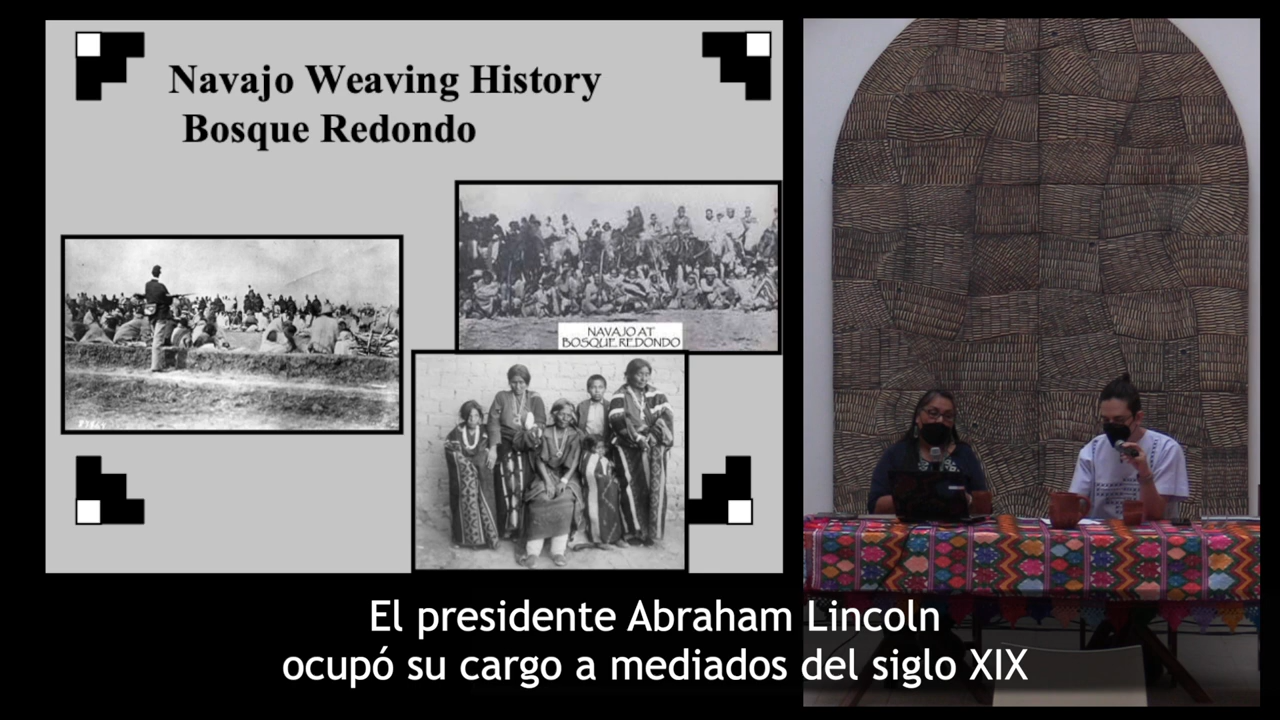 Navajo Weaving History
Bosque Redondo
NAVAJO AT
BOSQUE REDONDO
El presidente Abraham Lincoln
ocupó su cargo a mediados del siglo XIX